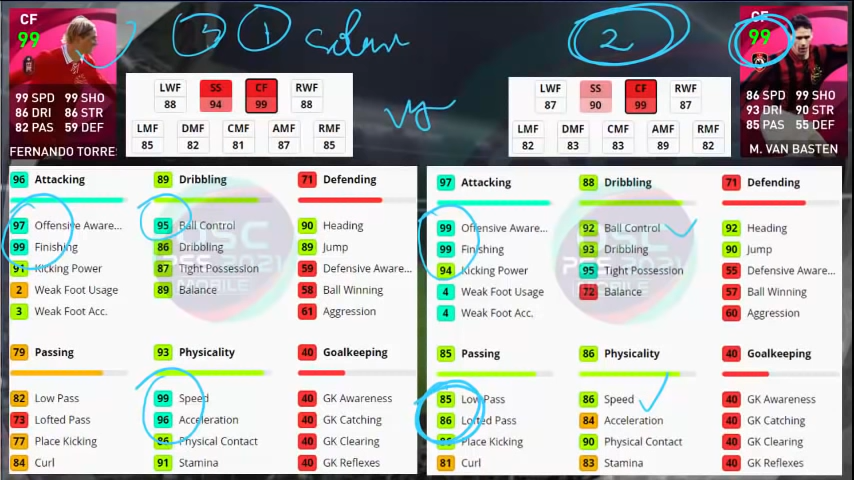 CF
99
99 SPD 99 SHO
86 DRI 86 STR
82 PAS 59 DEF
FERNANDO TORRE
LWF SS CF RWF
88 94 99 88
LMF DMF CMF AMF RMF
85 82 81 87 85
3 1
vs
2
LWF SS CF RWF
87 90 99 87
LMF DMF CMF AMF RMF
82 83 83 89 82
CF
99
86 SPD 99 SHO
93 DRI 90 STR
85 PAS 55 DEF
M. VAN BASTEN
96 Attacking
97 Offensive Aware...
99 Finishing
91 Kicking Power
2 Weak Foot Usage
3 Weak Foot Acc.
89 Dribbling
95 Ball Control
86 Dribbling
87 Tight Possession
89 Balance
71 Defending
90 Heading
89 Jump
59 Defensive Aware...
58 Ball Winning
61 Aggression
79 Passing
82 Low Pass
73 Lofted Pass
77 Place Kicking
84 Curl
93 Physicality
99 Speed
96 Acceleration
86 Physical Contact
91 Stamina
40 Goalkeeping
40 GK Awareness
40 GK Catching
40 GK Clearing
40 GK Reflexes
97 Attacking
99 Offensive Aware...
99 Finishing
94 Kicking Power
4 Weak Foot Usage
4 Weak Foot Acc.
88 Dribbling
92 Ball Control
93 Dribbling
95 Tight Possession
72 Balance
71 Defending
92 Heading
90 Jump
55 Defensive Aware...
57 Ball Winning
60 Aggression
85 Passing
85 Low Pass
86 Lofted Pass
Place Kicking
81 Curl
86 Physicality
86 Speed
84 Acceleration
90 Physical Contact
83 Stamina
40 Goalkeeping
40 GK Awareness
40 GK Catching
40 GK Clearing
40 GK Reflexes
PES 2021
MOBILE
PES 2021
MOBILE